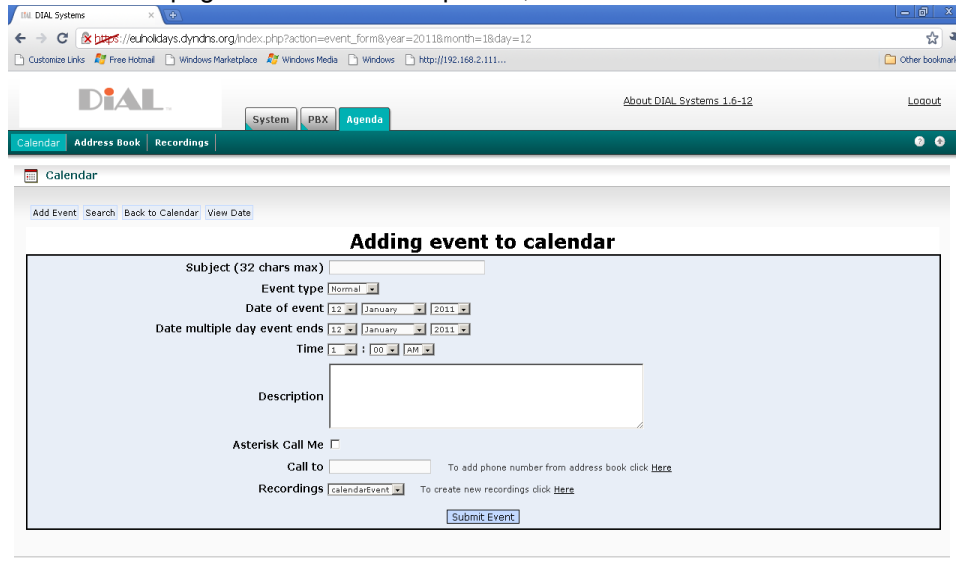 DIAL Systems
https://euholidays.dyndns.org/index.php?action=event_form&year=2011&month=1&day=12
Customize Links Free Hotmail Windows Marketplace Windows Media Windows http://192.168.2.111... Other bookmark
DiAL
About DIAL Systems 1.6-12 Logout
System PBX Agenda
Calendar Address Book Recordings
Calendar
Add Event Search Back to Calendar View Date
Adding event to calendar
Subject (32 chars max)
Event type Normal
Date of event 12 January 2011
Date multiple day event ends 12 January 2011
Time 1 : 00 AM
Description
Asterisk Call Me
Call to To add phone number from address book click Here
Recordings calendarEvent To create new recordings click Here
Submit Event